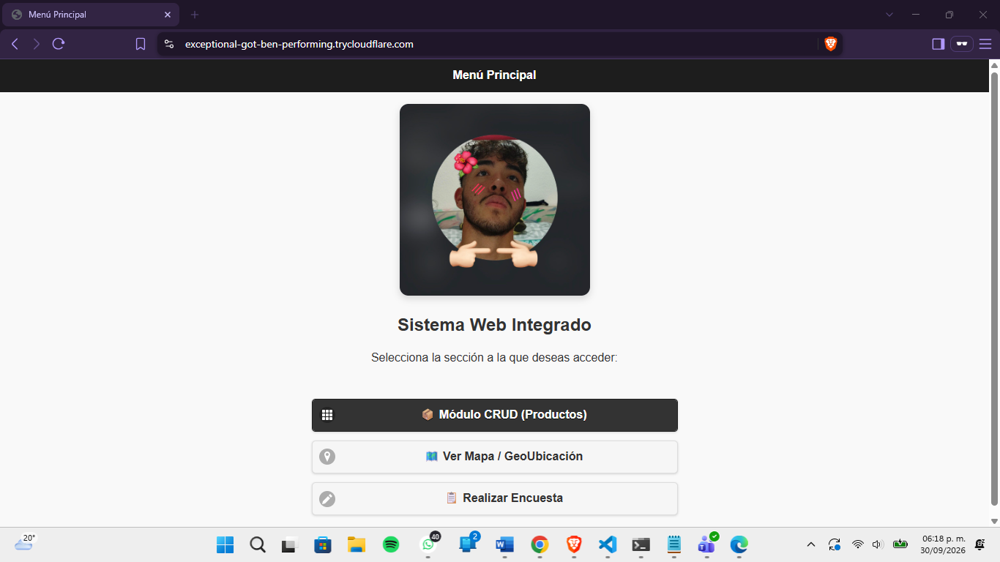 Menú Principal
exceptional-got-ben-performing.trycloudflare.com
Menú Principal
Sistema Web Integrado
Selecciona la sección a la que deseas acceder:
📦 Módulo CRUD (Productos)
🗺️ Ver Mapa / GeoUbicación
📋 Realizar Encuesta
20°
40
2
06:18 p. m.
30/09/2026